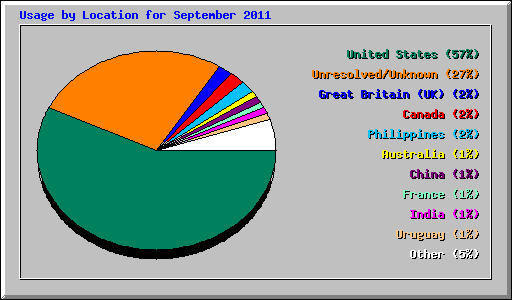 Usage by Location for September 2011
United States (57%)
Unresolved/Unknown (27%)
Great Britain (UK) (2%)
Canada (2%)
Philippines (2%)
Australia (1%)
China (1%)
France (1%)
India (1%)
Uruguay (1%)
Other (5%)